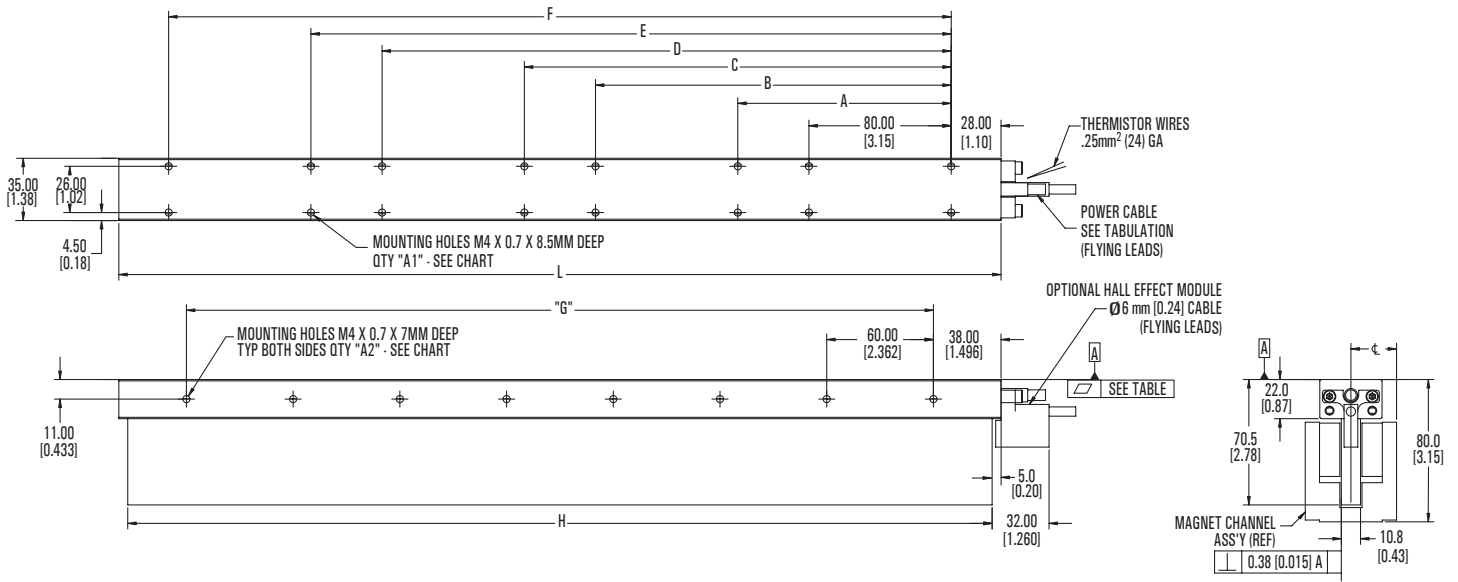 F
E
D
C
B
A
80.00
[3.15]
28.00
[1.10]
THERMISTOR WIRES
.25mm² (24) GA
35.00
[1.38]
26.00
[1.02]
4.50
[0.18]
MOUNTING HOLES M4 X 0.7 X 8.5MM DEEP
QTY "A1" - SEE CHART
POWER CABLE
SEE TABULATION
(FLYING LEADS)
L
OPTIONAL HALL EFFECT MODULE
Ø 6 mm [0.24] CABLE
(FLYING LEADS)
"G"
MOUNTING HOLES M4 X 0.7 X 7MM DEEP
TYP BOTH SIDES QTY "A2" - SEE CHART
60.00
[2.362]
38.00
[1.496]
A
SEE TABLE
11.00
[0.433]
5.0
[0.20]
H
32.00
[1.260]
A
℄
22.0
[0.87]
70.5
[2.78]
80.0
[3.15]
MAGNET CHANNEL
ASS'Y (REF)
10.8
[0.43]
⊥ 0.38 [0.015] A